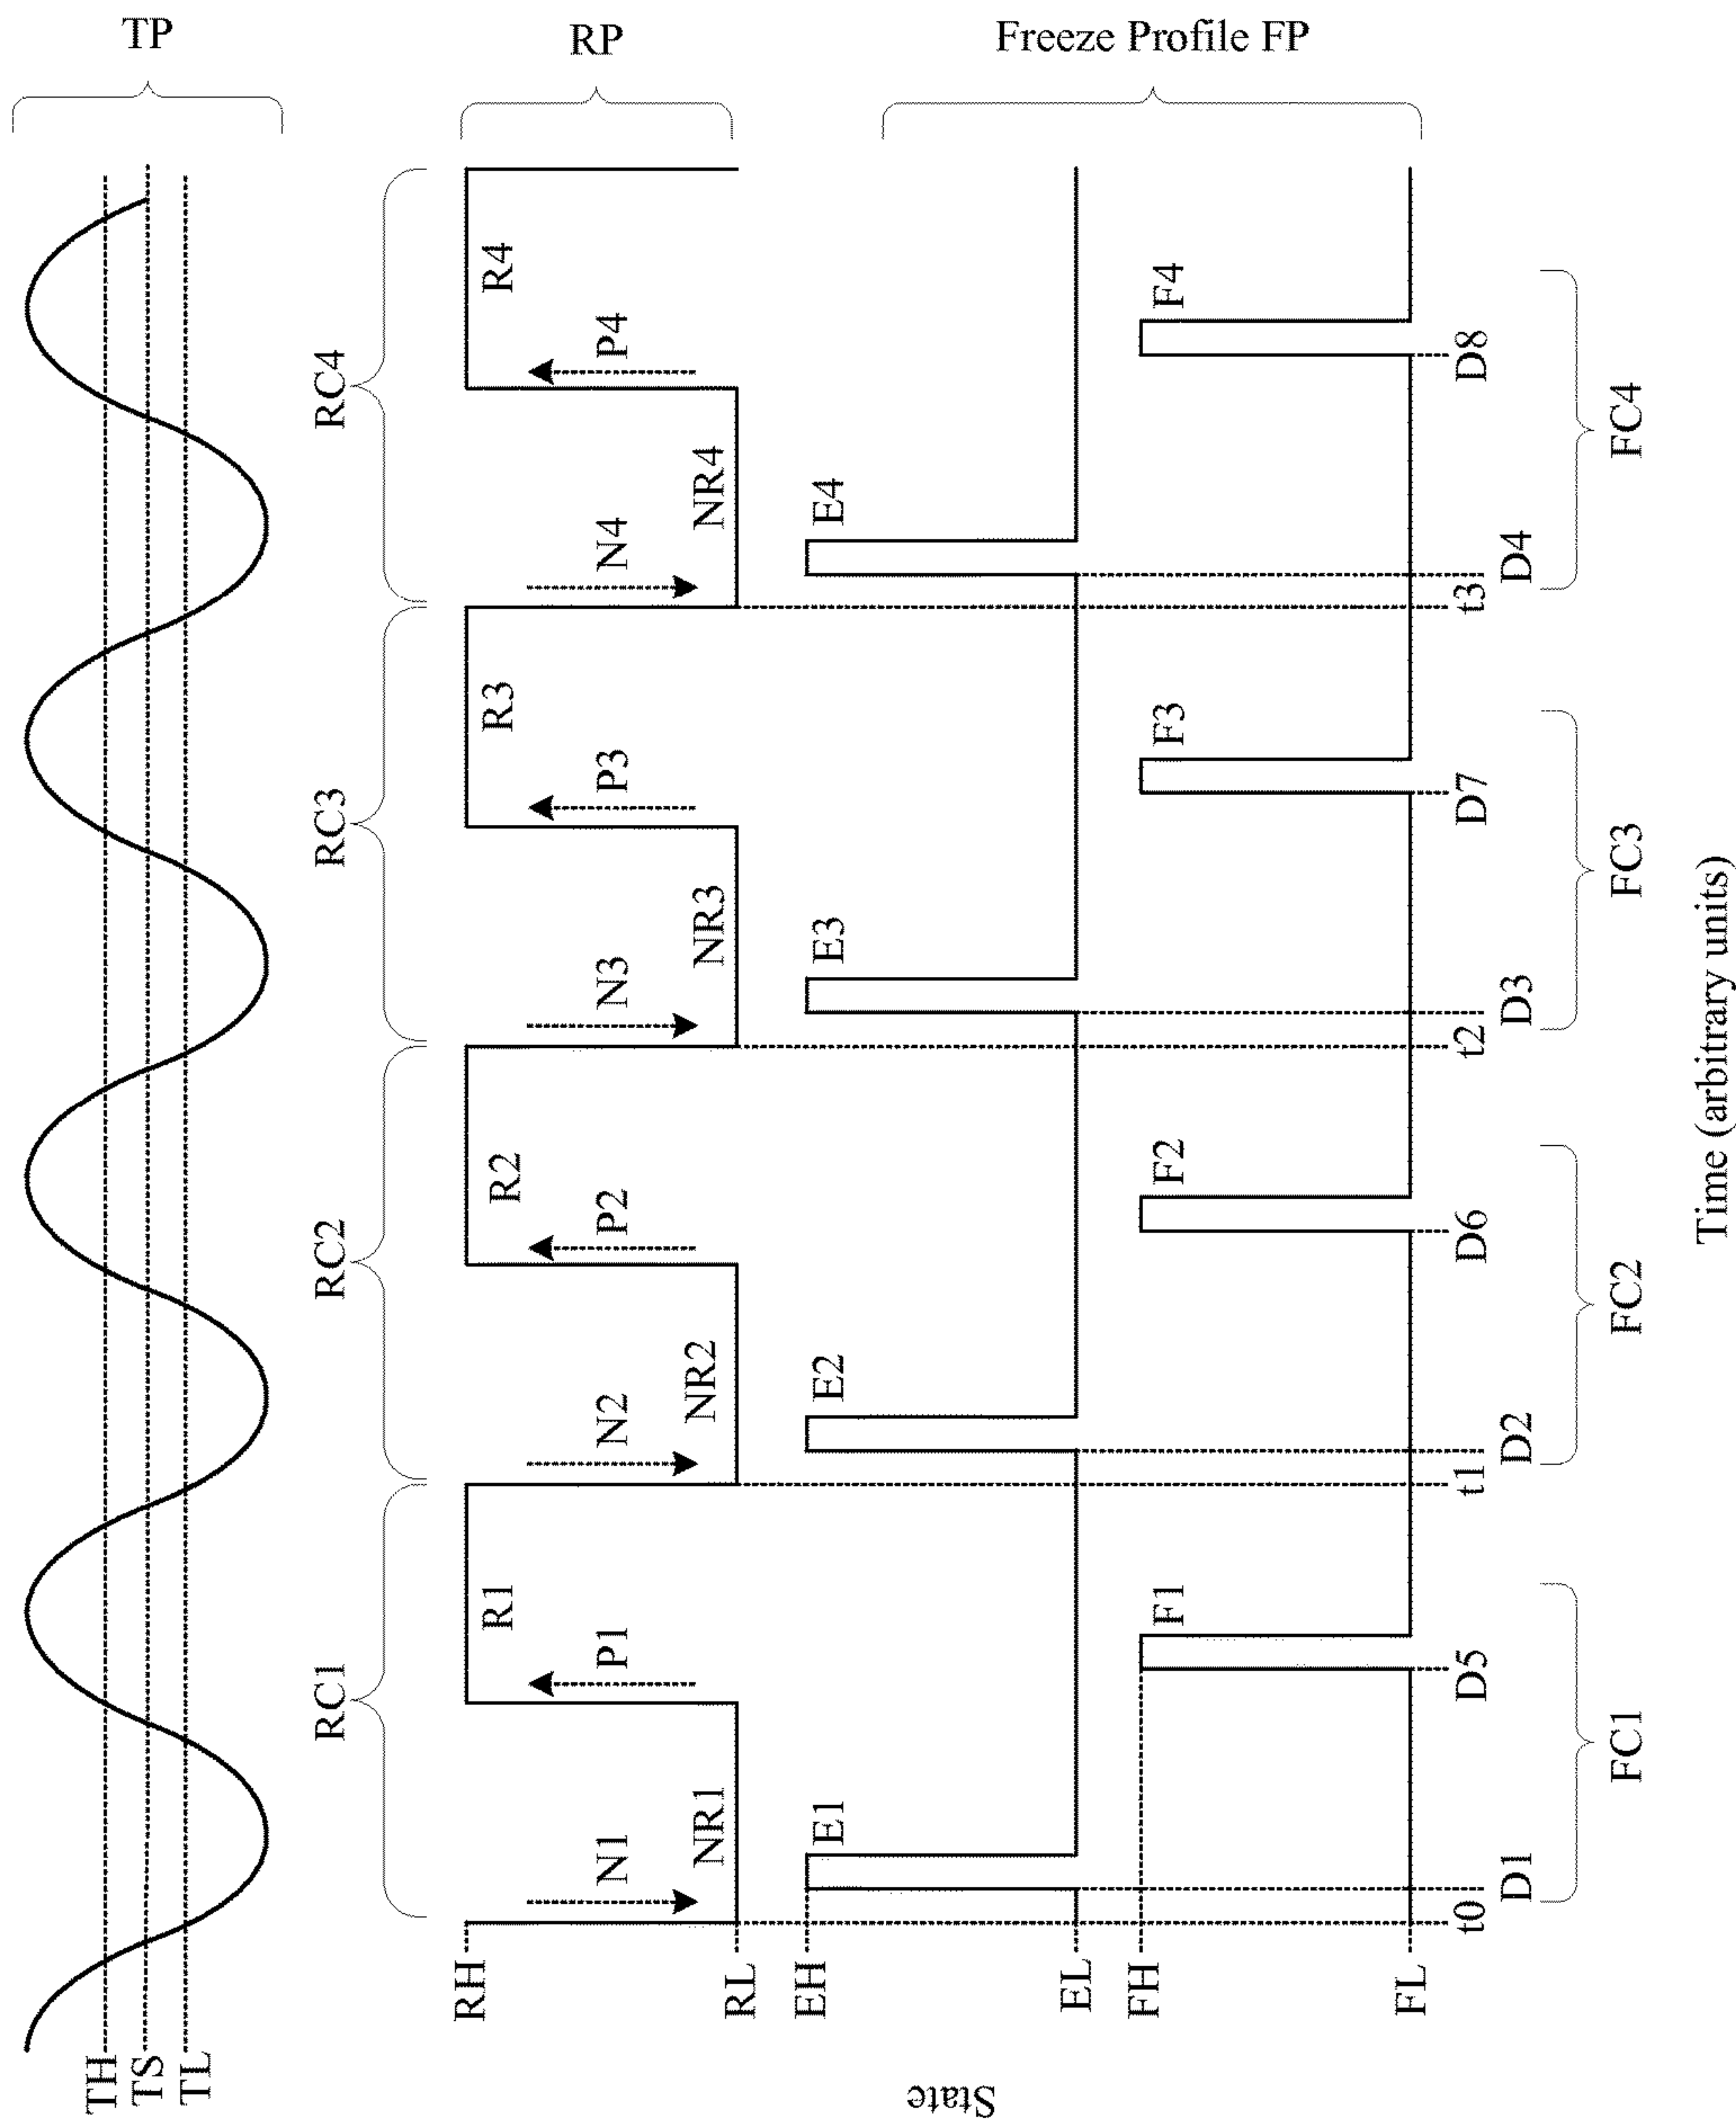 TH
TS
TL
TP
RC1
RC2
RC3
RC4
RH
RL
N1
NR1
P1
R1
N2
NR2
P2
R2
N3
NR3
P3
R3
N4
NR4
P4
R4
RP
State
EH
EL
E1
E2
E3
E4
FH
FL
F1
F2
F3
F4
Freeze Profile FP
t0
D5
t1
D6
t2
D7
t3
D8
D1
D2
D3
D4
FC1
FC2
FC3
FC4
Time (arbitrary units)